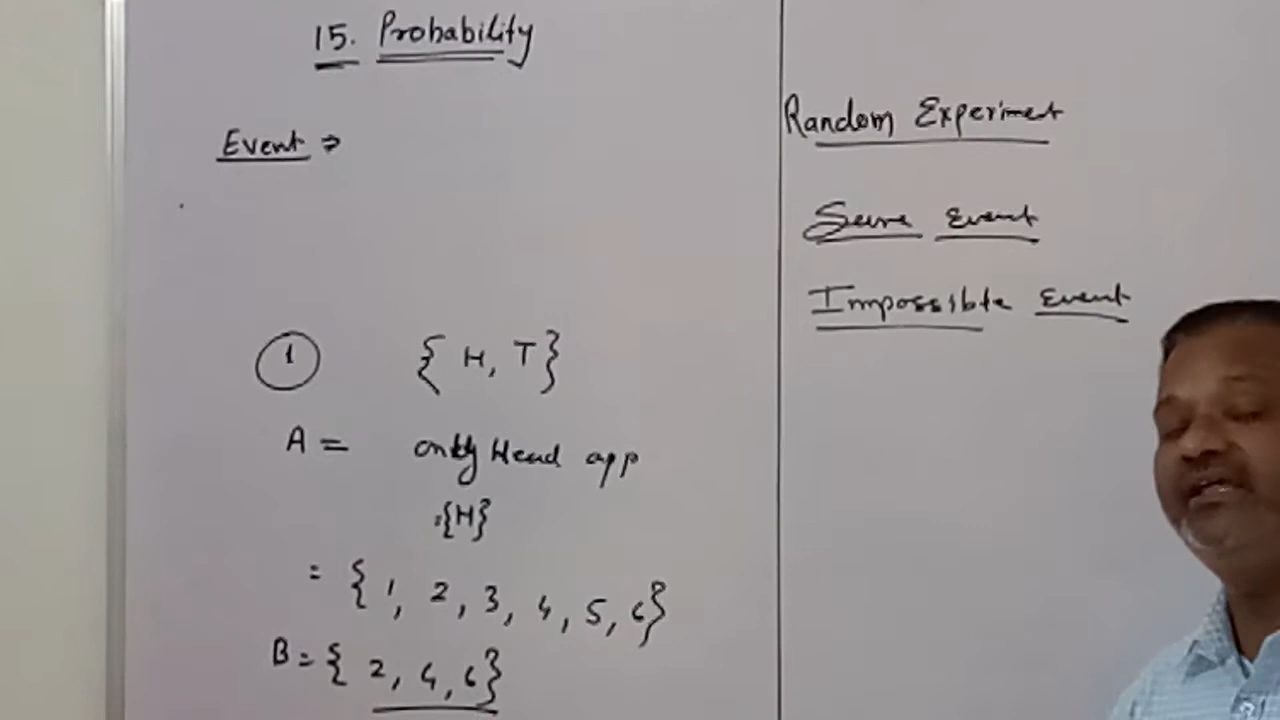 15. Probability
Event ⇒
① { H, T}
A = only Head app
={H}
= { 1, 2, 3, 4, 5, 6}
B = { 2, 4, 6}
Random Experiment
Sure Event
Impossible Event